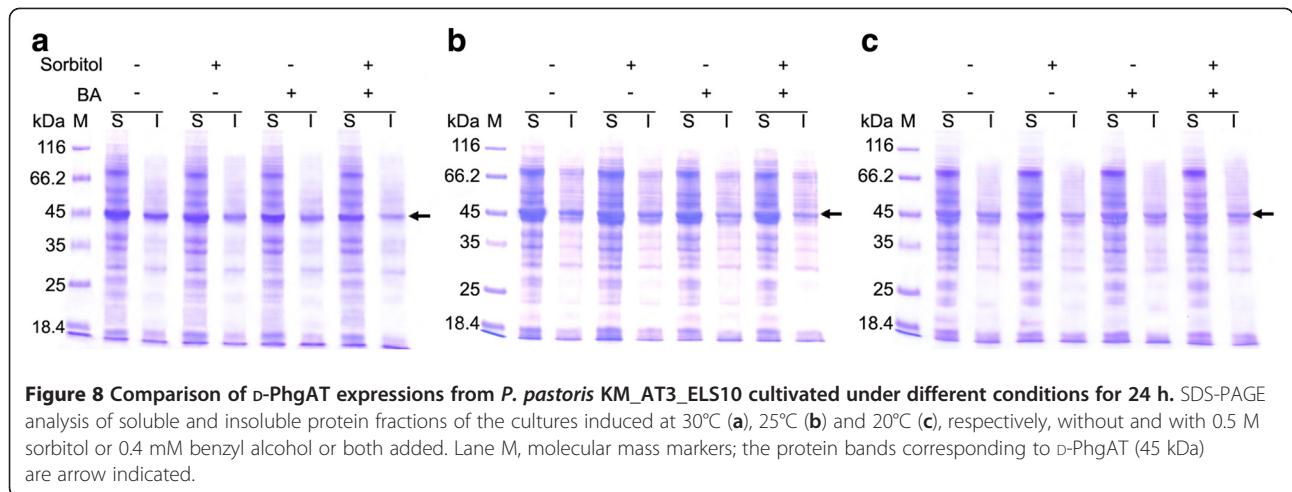 a b c
Sorbitol - + - + - + - + - + - +
BA - - + + - - + + - - + +
kDa M S I S I S I S I kDa M S I S I S I S I kDa M S I S I S I S I
116 116 116
66.2 66.2 66.2
45 45 45
35 35 35
25 25 25
18.4 18.4 18.4
Figure 8 Comparison of D-PhgAT expressions from P. pastoris KM_AT3_ELS10 cultivated under different conditions for 24 h. SDS-PAGE
analysis of soluble and insoluble protein fractions of the cultures induced at 30°C (a), 25°C (b) and 20°C (c), respectively, without and with 0.5 M
sorbitol or 0.4 mM benzyl alcohol or both added. Lane M, molecular mass markers; the protein bands corresponding to D-PhgAT (45 kDa)
are arrow indicated.